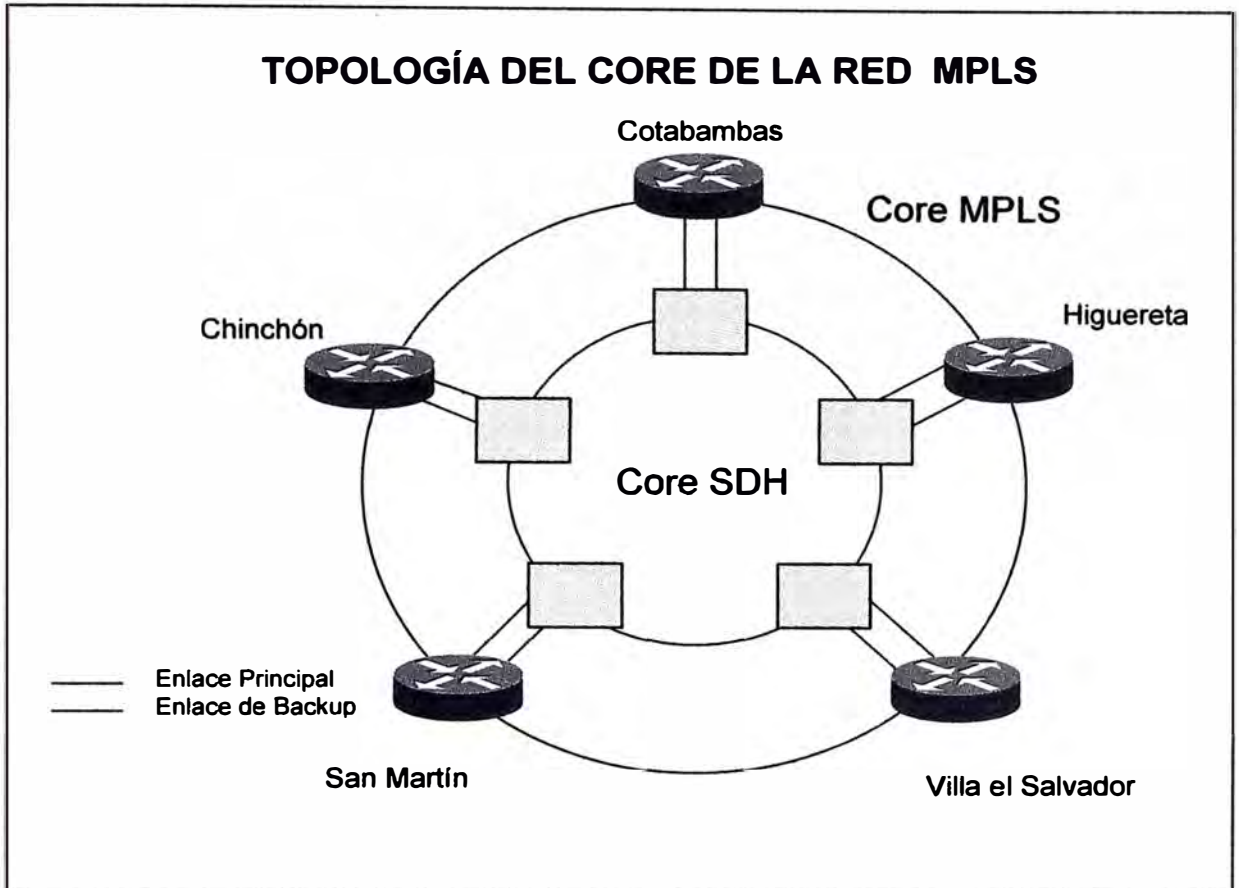 TOPOLOGÍA DEL CORE DE LA RED MPLS
Cotabambas
Core MPLS
Chinchón
Higuereta
Core SDH
Enlace Principal
Enlace de Backup
San Martín
Villa el Salvador